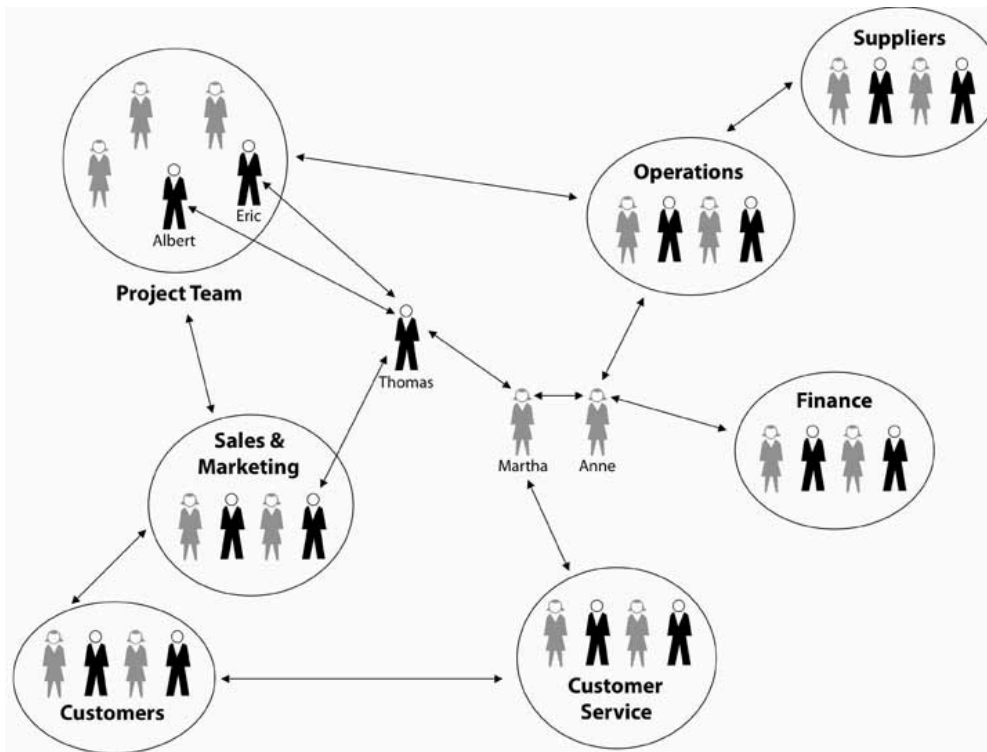 Suppliers
Operations
Eric
Albert
Project Team
Thomas
Finance
Sales &
Marketing
Martha
Anne
Customer
Service
Customers